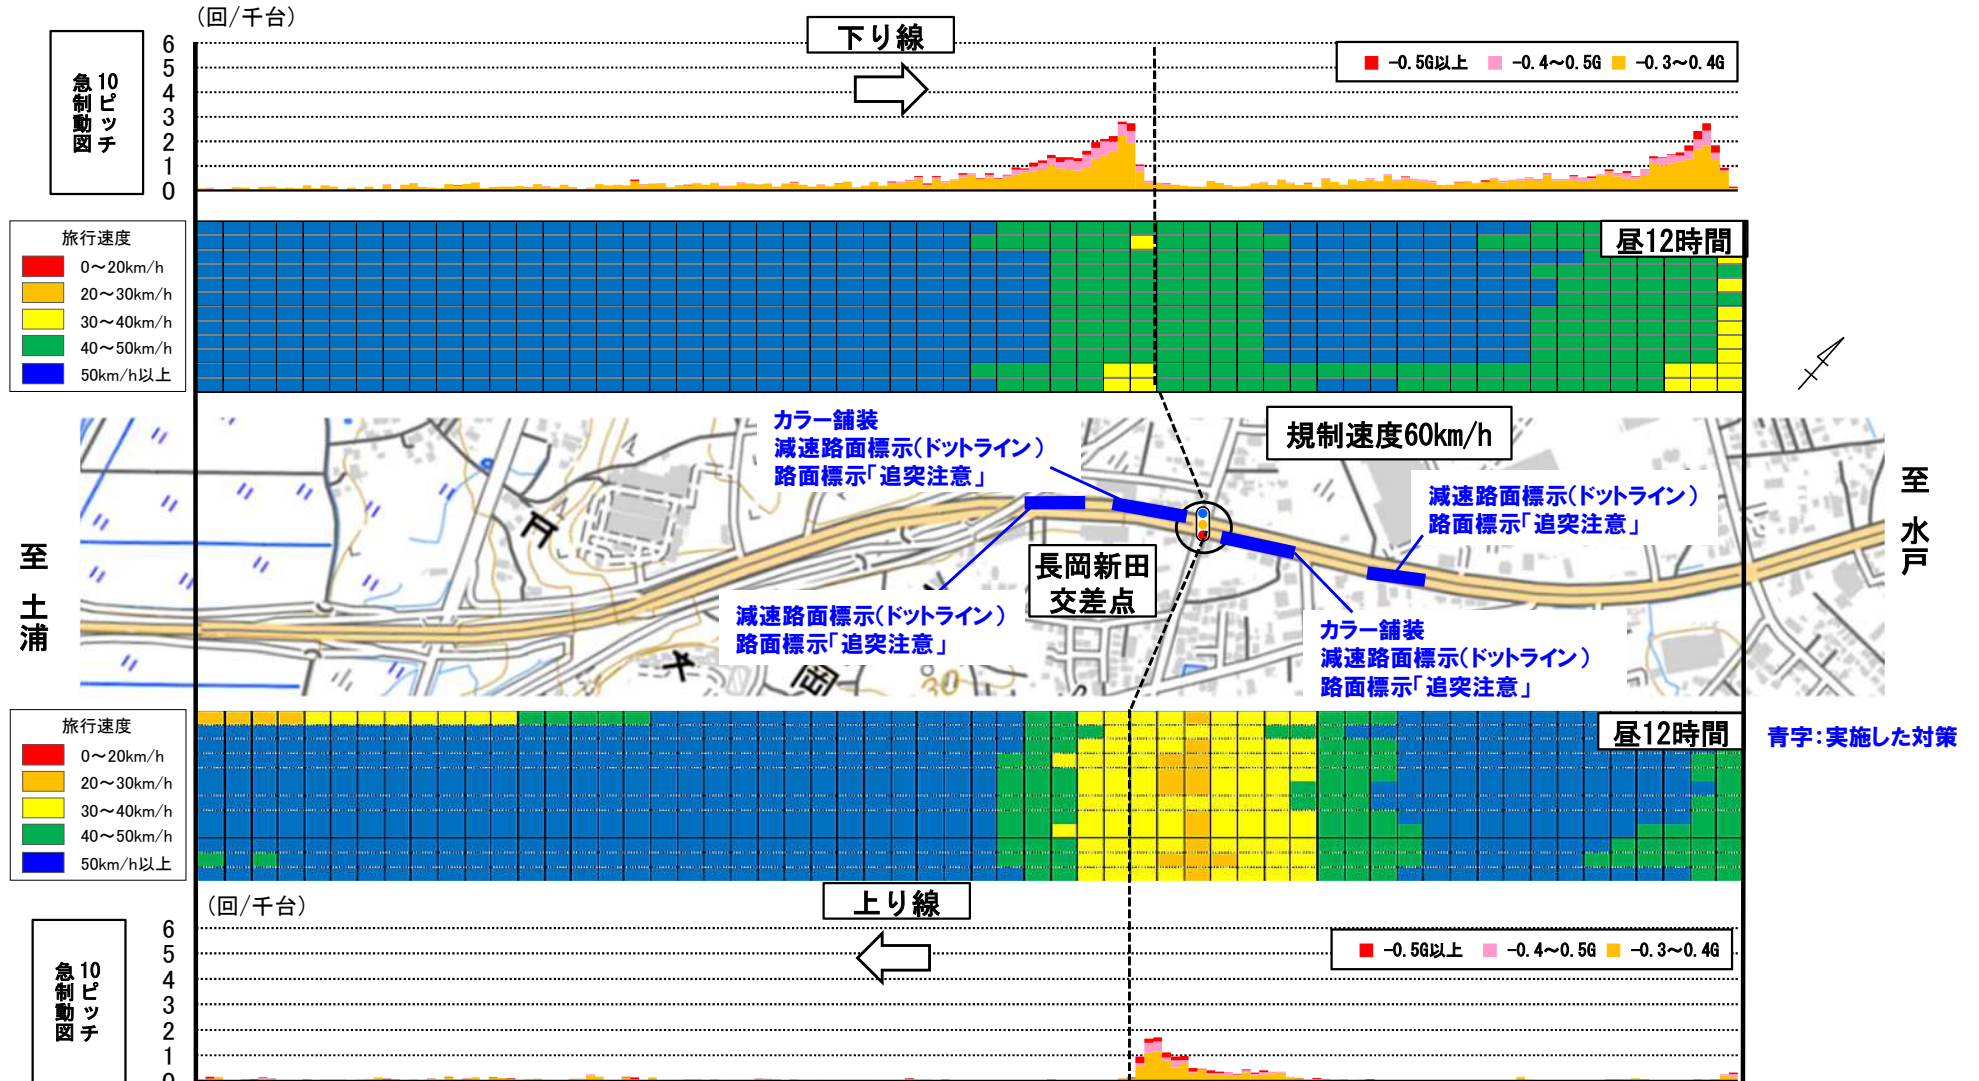 (回/千台)
下り線
10ピッチ
急制動図
6
5
4
3
2
1
0
-0.5G以上 -0.4～0.5G -0.3～0.4G
旅行速度
0～20km/h
20～30km/h
30～40km/h
40～50km/h
50km/h以上
昼12時間
カラー舗装
減速路面標示(ドットライン)
路面標示「追突注意」
規制速度60km/h
減速路面標示(ドットライン)
路面標示「追突注意」
至 土浦
至 水戸
長岡新田
交差点
減速路面標示(ドットライン)
路面標示「追突注意」
カラー舗装
減速路面標示(ドットライン)
路面標示「追突注意」
岡
30
旅行速度
0～20km/h
20～30km/h
30～40km/h
40～50km/h
50km/h以上
昼12時間
青字:実施した対策
(回/千台)
上り線
10ピッチ
急制動図
6
5
4
3
2
1
0
-0.5G以上 -0.4～0.5G -0.3～0.4G